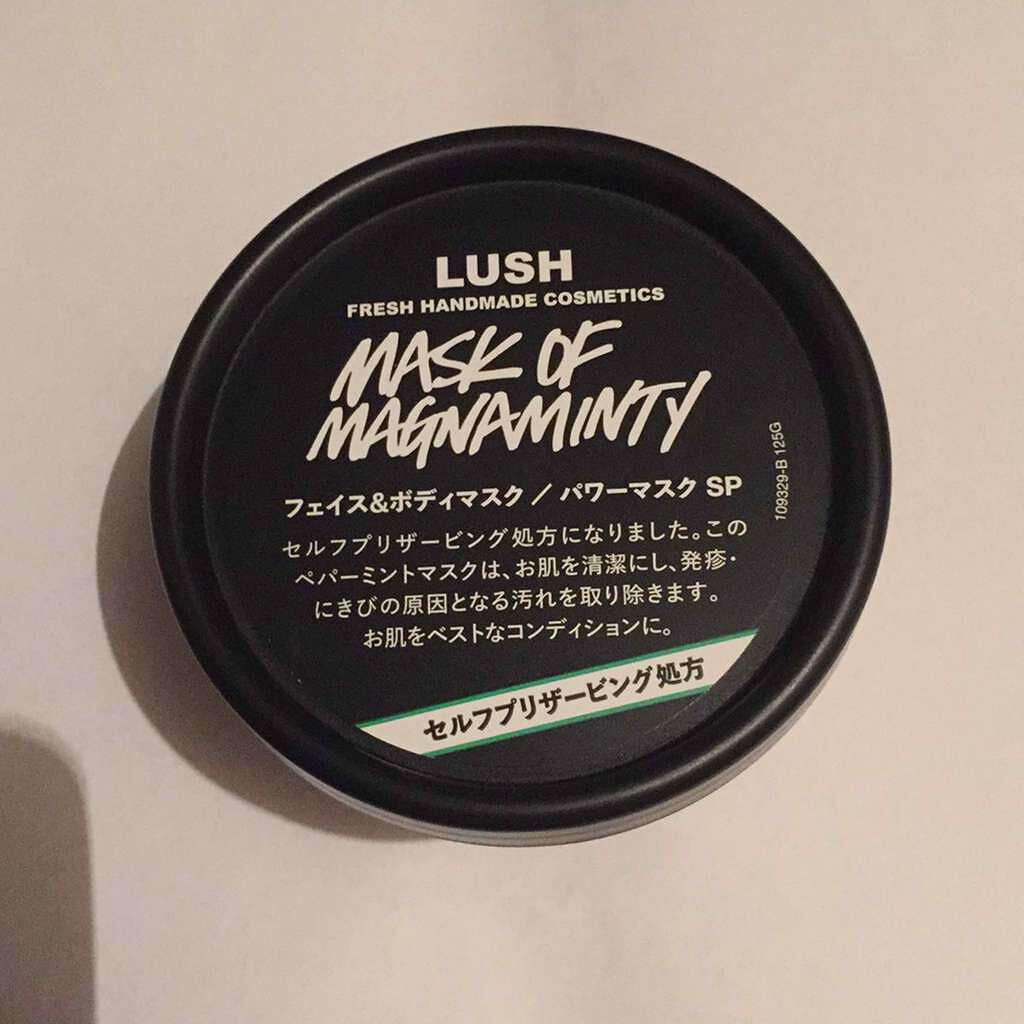 LUSH
FRESH HANDMADE COSMETICS
MASK OF
MAGNAMINTY
フェイス&ボディマスク / パワーマスク SP
セルフプリザービング処方になりました。この
ペパーミントマスクは、お肌を清潔にし、発疹・
にきびの原因となる汚れを取り除きます。
お肌をベストなコンディションに。
セルフプリザービング処方
109329-B 125G